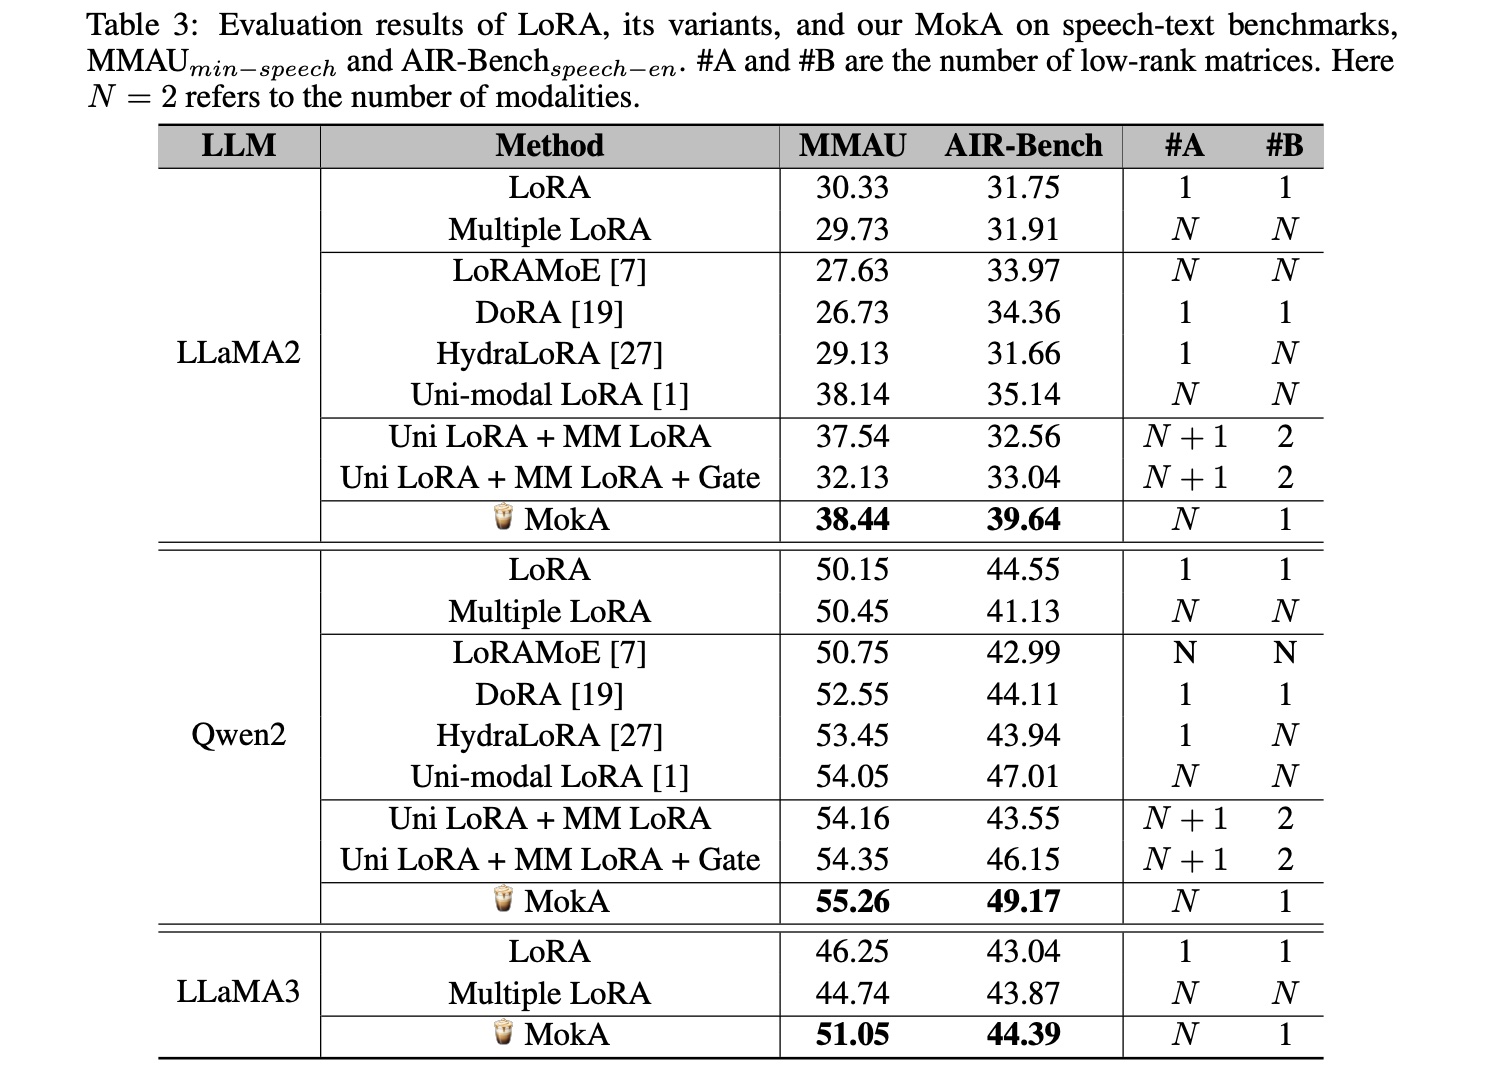 Table 3: Evaluation results of LoRA, its variants, and our MokA on speech-text benchmarks,
MMAU_{min−speech} and AIR-Bench_{speech−en}. #A and #B are the number of low-rank matrices. Here
N = 2 refers to the number of modalities.
LLM Method MMAU AIR-Bench #A #B
LoRA 30.33 31.75 1 1
Multiple LoRA 29.73 31.91 N N
LoRAMoE [7] 27.63 33.97 N N
DoRA [19] 26.73 34.36 1 1
LLaMA2 HydraLoRA [27] 29.13 31.66 1 N
Uni-modal LoRA [1] 38.14 35.14 N N
Uni LoRA + MM LoRA 37.54 32.56 N + 1 2
Uni LoRA + MM LoRA + Gate 32.13 33.04 N + 1 2
MokA 38.44 39.64 N 1
LoRA 50.15 44.55 1 1
Multiple LoRA 50.45 41.13 N N
LoRAMoE [7] 50.75 42.99 N N
DoRA [19] 52.55 44.11 1 1
Qwen2 HydraLoRA [27] 53.45 43.94 1 N
Uni-modal LoRA [1] 54.05 47.01 N N
Uni LoRA + MM LoRA 54.16 43.55 N + 1 2
Uni LoRA + MM LoRA + Gate 54.35 46.15 N + 1 2
MokA 55.26 49.17 N 1
LoRA 46.25 43.04 1 1
LLaMA3 Multiple LoRA 44.74 43.87 N N
MokA 51.05 44.39 N 1